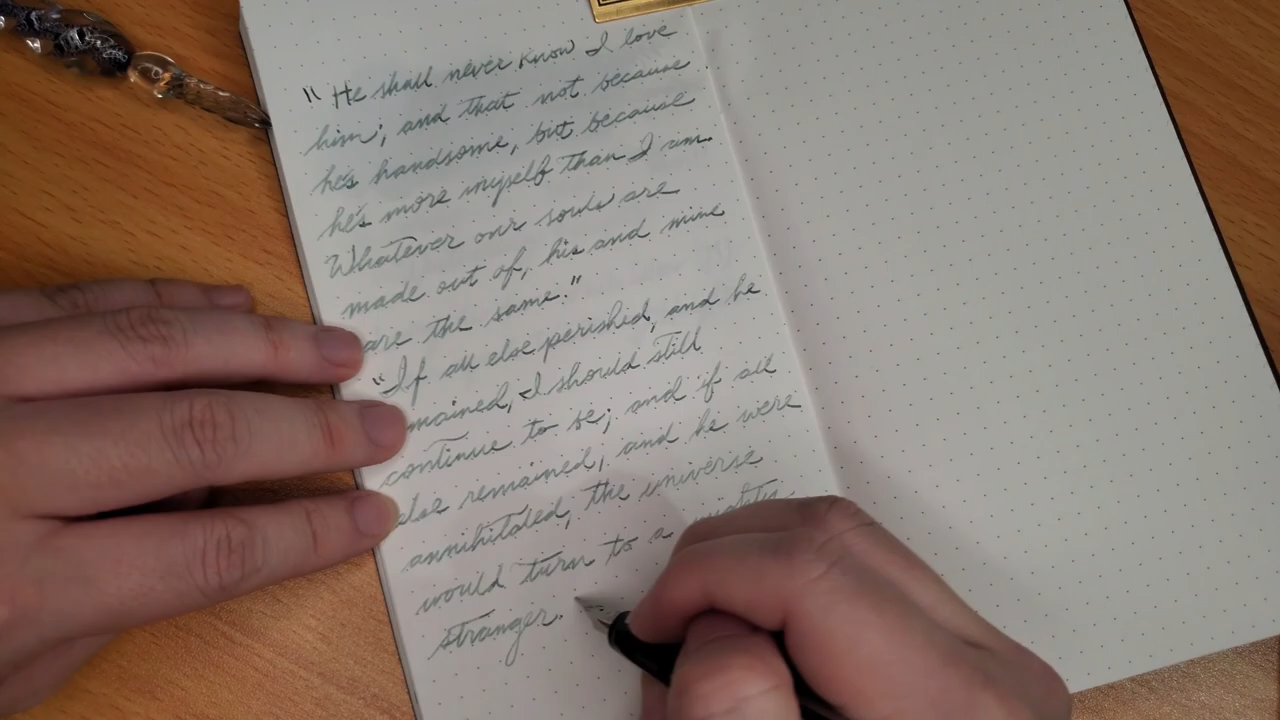 "He shall never know I love
him; and that not because
he's handsome, but because
he's more myself than I am.
Whatever our souls are
made out of, his and mine
are the same."
"If all else perished, and he
mained, I should still
continue to be; and if all
else remained, and he were
annihilated, the universe
would turn to a mighty
stranger.